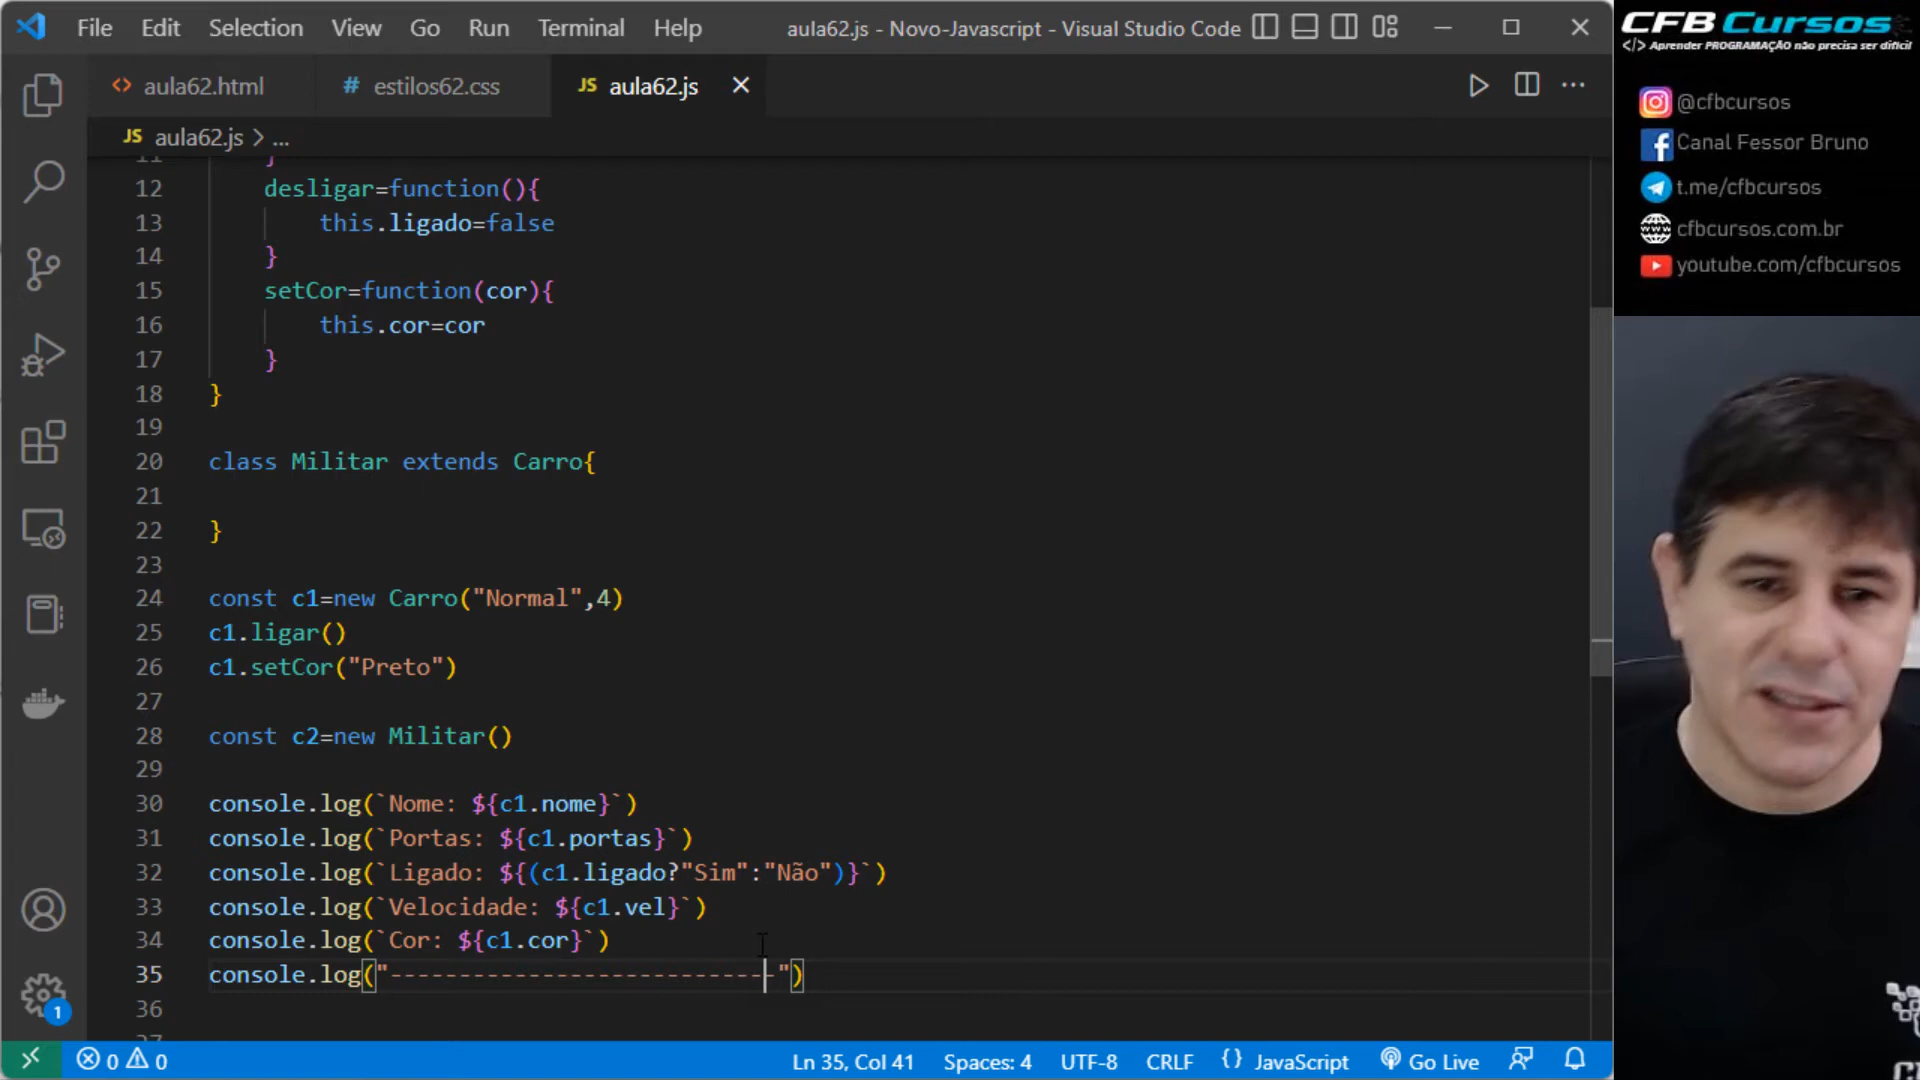 File Edit Selection View Go Run Terminal Help
aula62.js - Novo-Javascript - Visual Studio Code
<> aula62.html
# estilos62.css
JS aula62.js
JS aula62.js > ...
11 }
12 desligar=function(){
13 this.ligado=false
14 }
15 setCor=function(cor){
16 this.cor=cor
17 }
18 }
19
20 class Militar extends Carro{
21
22 }
23
24 const c1=new Carro("Normal",4)
25 c1.ligar()
26 c1.setCor("Preto")
27
28 const c2=new Militar()
29
30 console.log(`Nome: ${c1.nome}`)
31 console.log(`Portas: ${c1.portas}`)
32 console.log(`Ligado: ${(c1.ligado?"Sim":"Não")}`)
33 console.log(`Velocidade: ${c1.vel}`)
34 console.log(`Cor: ${c1.cor}`)
35 console.log("----------------------------")
36
1
0 0
Ln 35, Col 41
Spaces: 4
UTF-8
CRLF
{} JavaScript
Go Live
CFB Cursos
</> Aprender PROGRAMAÇÃO não precisa ser difícil
@cfbcursos
Canal Fessor Bruno
t.me/cfbcursos
cfbcursos.com.br
youtube.com/cfbcursos